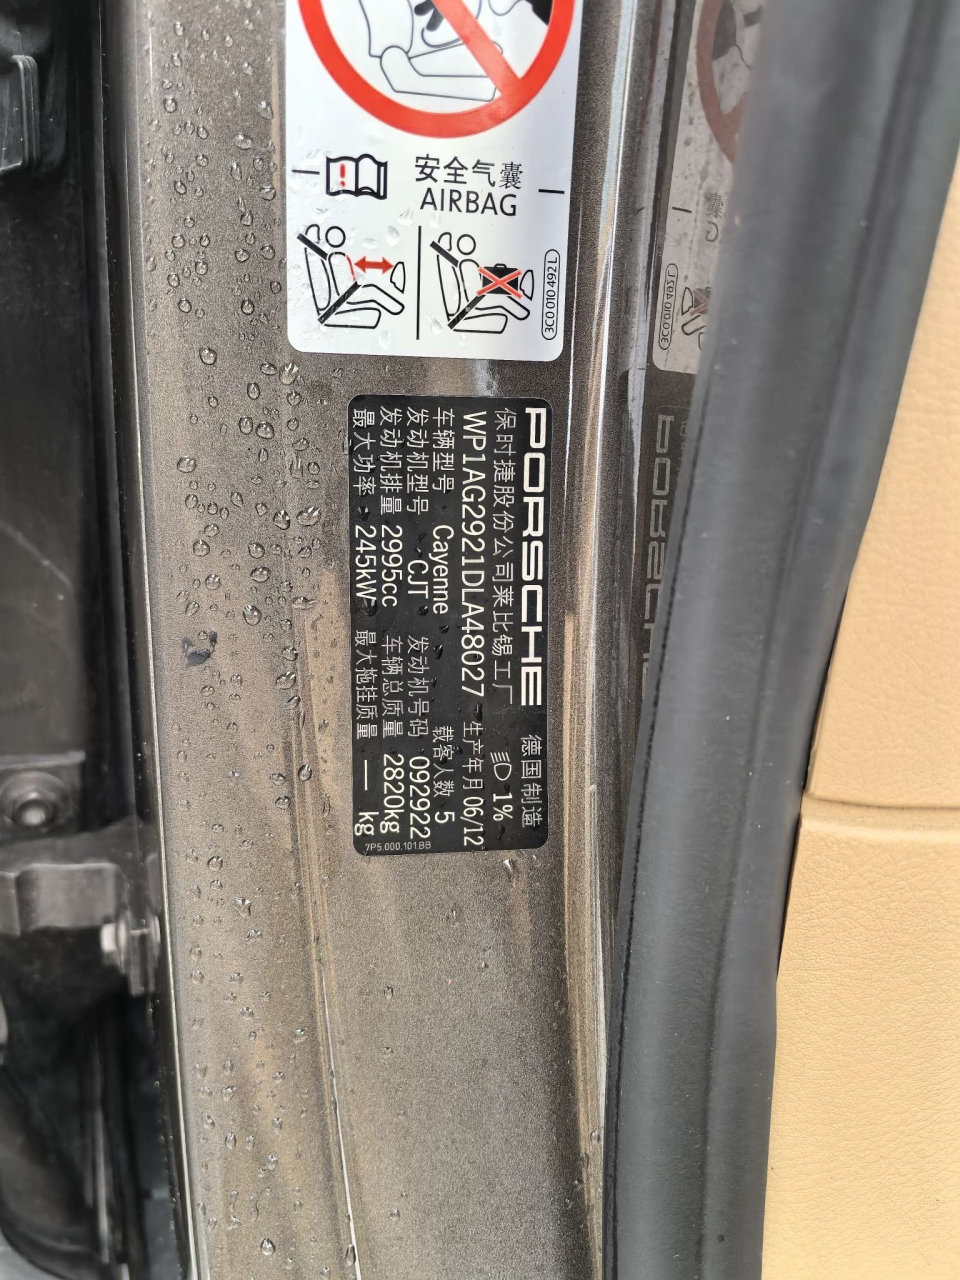 安全气囊
AIRBAG
3C0 010 492 L
PORSCHE 德国制造
保时捷股份公司莱比锡工厂 1%
WP1AG2921DLA48027 生产年月 06/12
车辆型号 Cayenne 载客人数 5
发动机型号 CJT 发动机号码 092922
发动机排量 2995cc 车辆总质量 2820kg
最大功率 245kW 最大拖挂质量 — kg
7P5.000.101.BB